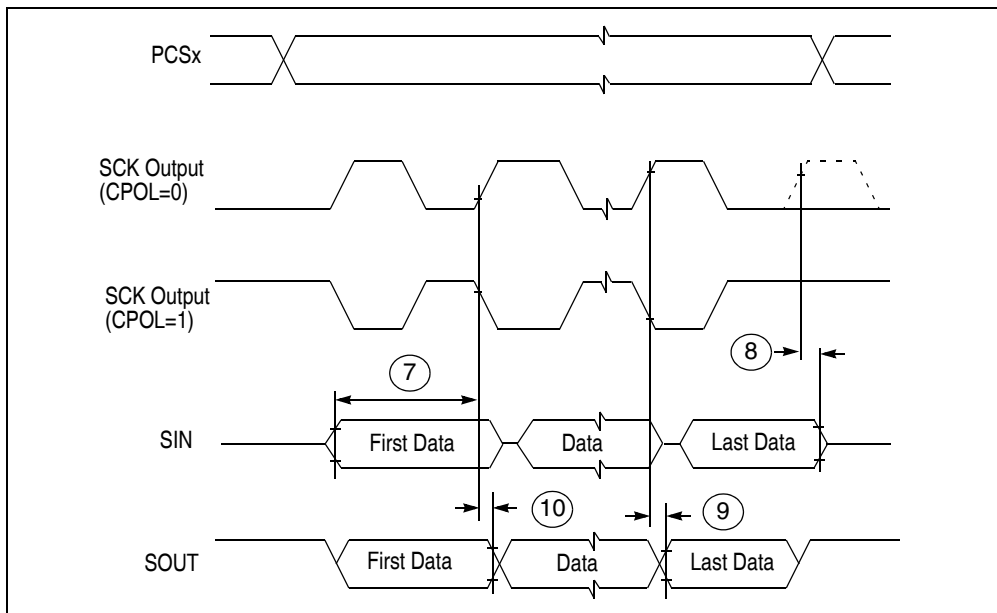 PCSx
SCK Output
(CPOL=0)
SCK Output
(CPOL=1)
8
7
SIN
First Data
Data
Last Data
10
9
SOUT
First Data
Data
Last Data